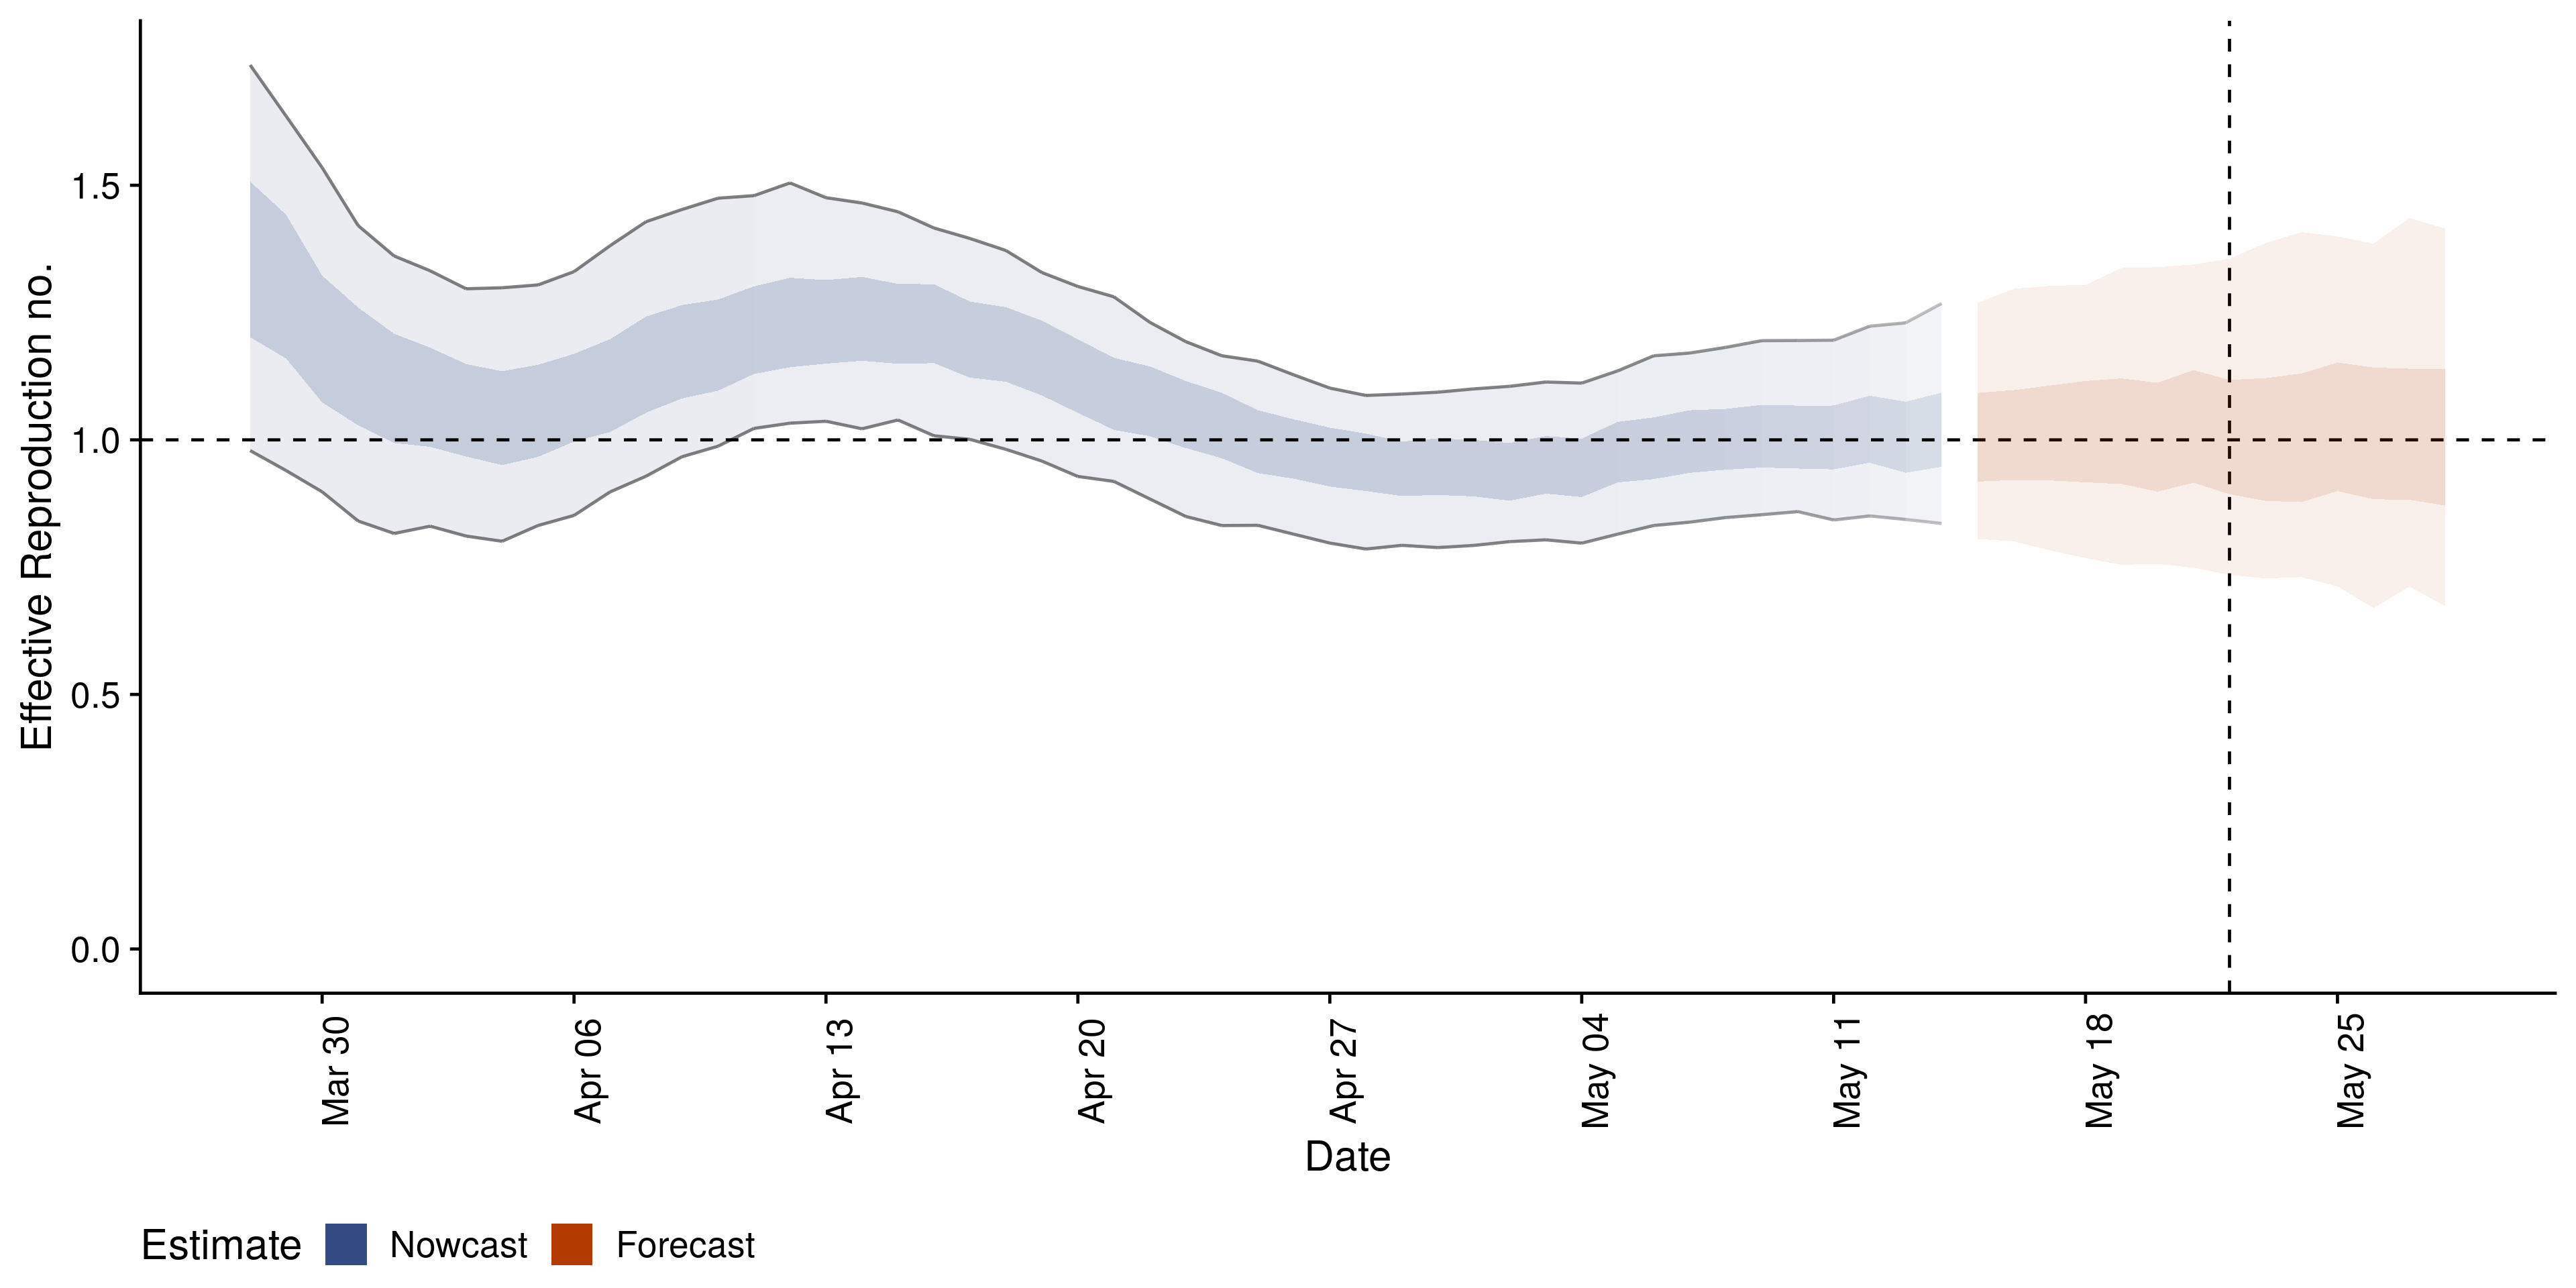 Effective Reproduction no.
1.5
1.0
0.5
0.0
Mar 30
Apr 06
Apr 13
Apr 20
Apr 27
May 04
May 11
May 18
May 25
Date
Estimate Nowcast Forecast